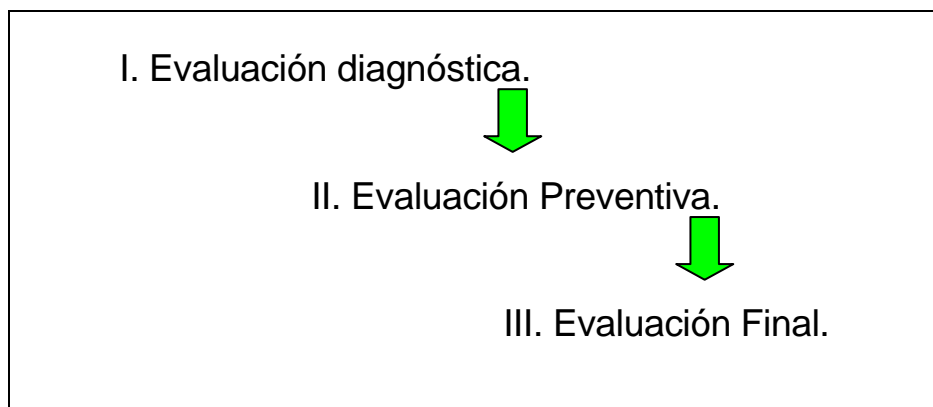 I. Evaluación diagnóstica.
II. Evaluación Preventiva.
III. Evaluación Final.